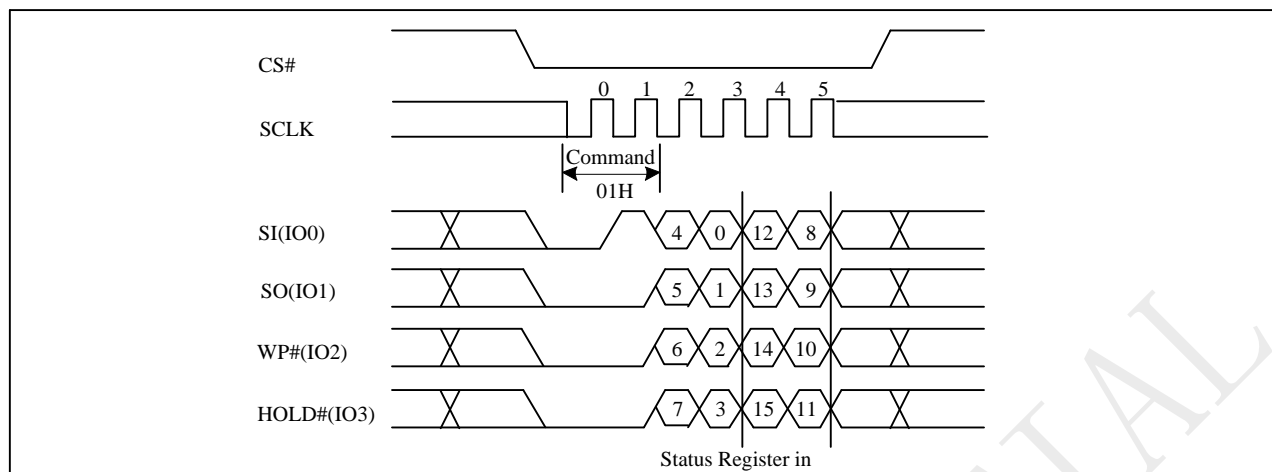 CS#
0 1 2 3 4 5
SCLK
Command
01H
SI(IO0) 4 0 12 8
SO(IO1) 5 1 13 9
WP#(IO2) 6 2 14 10
HOLD#(IO3) 7 3 15 11
Status Register in
IAL